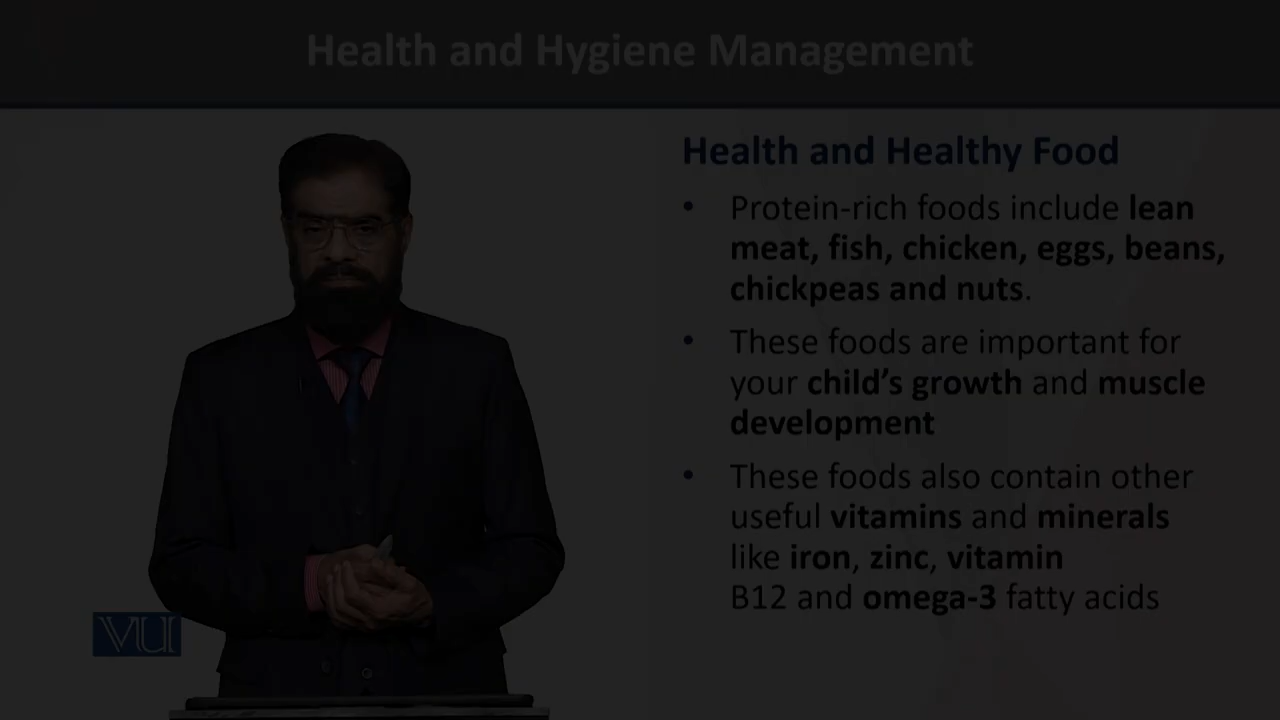 Health and Hygiene Management
Health and Healthy Food
• Protein-rich foods include lean
meat, fish, chicken, eggs, beans,
chickpeas and nuts.
• These foods are important for
your child's growth and muscle
development
• These foods also contain other
useful vitamins and minerals
like iron, zinc, vitamin
B12 and omega-3 fatty acids
VU